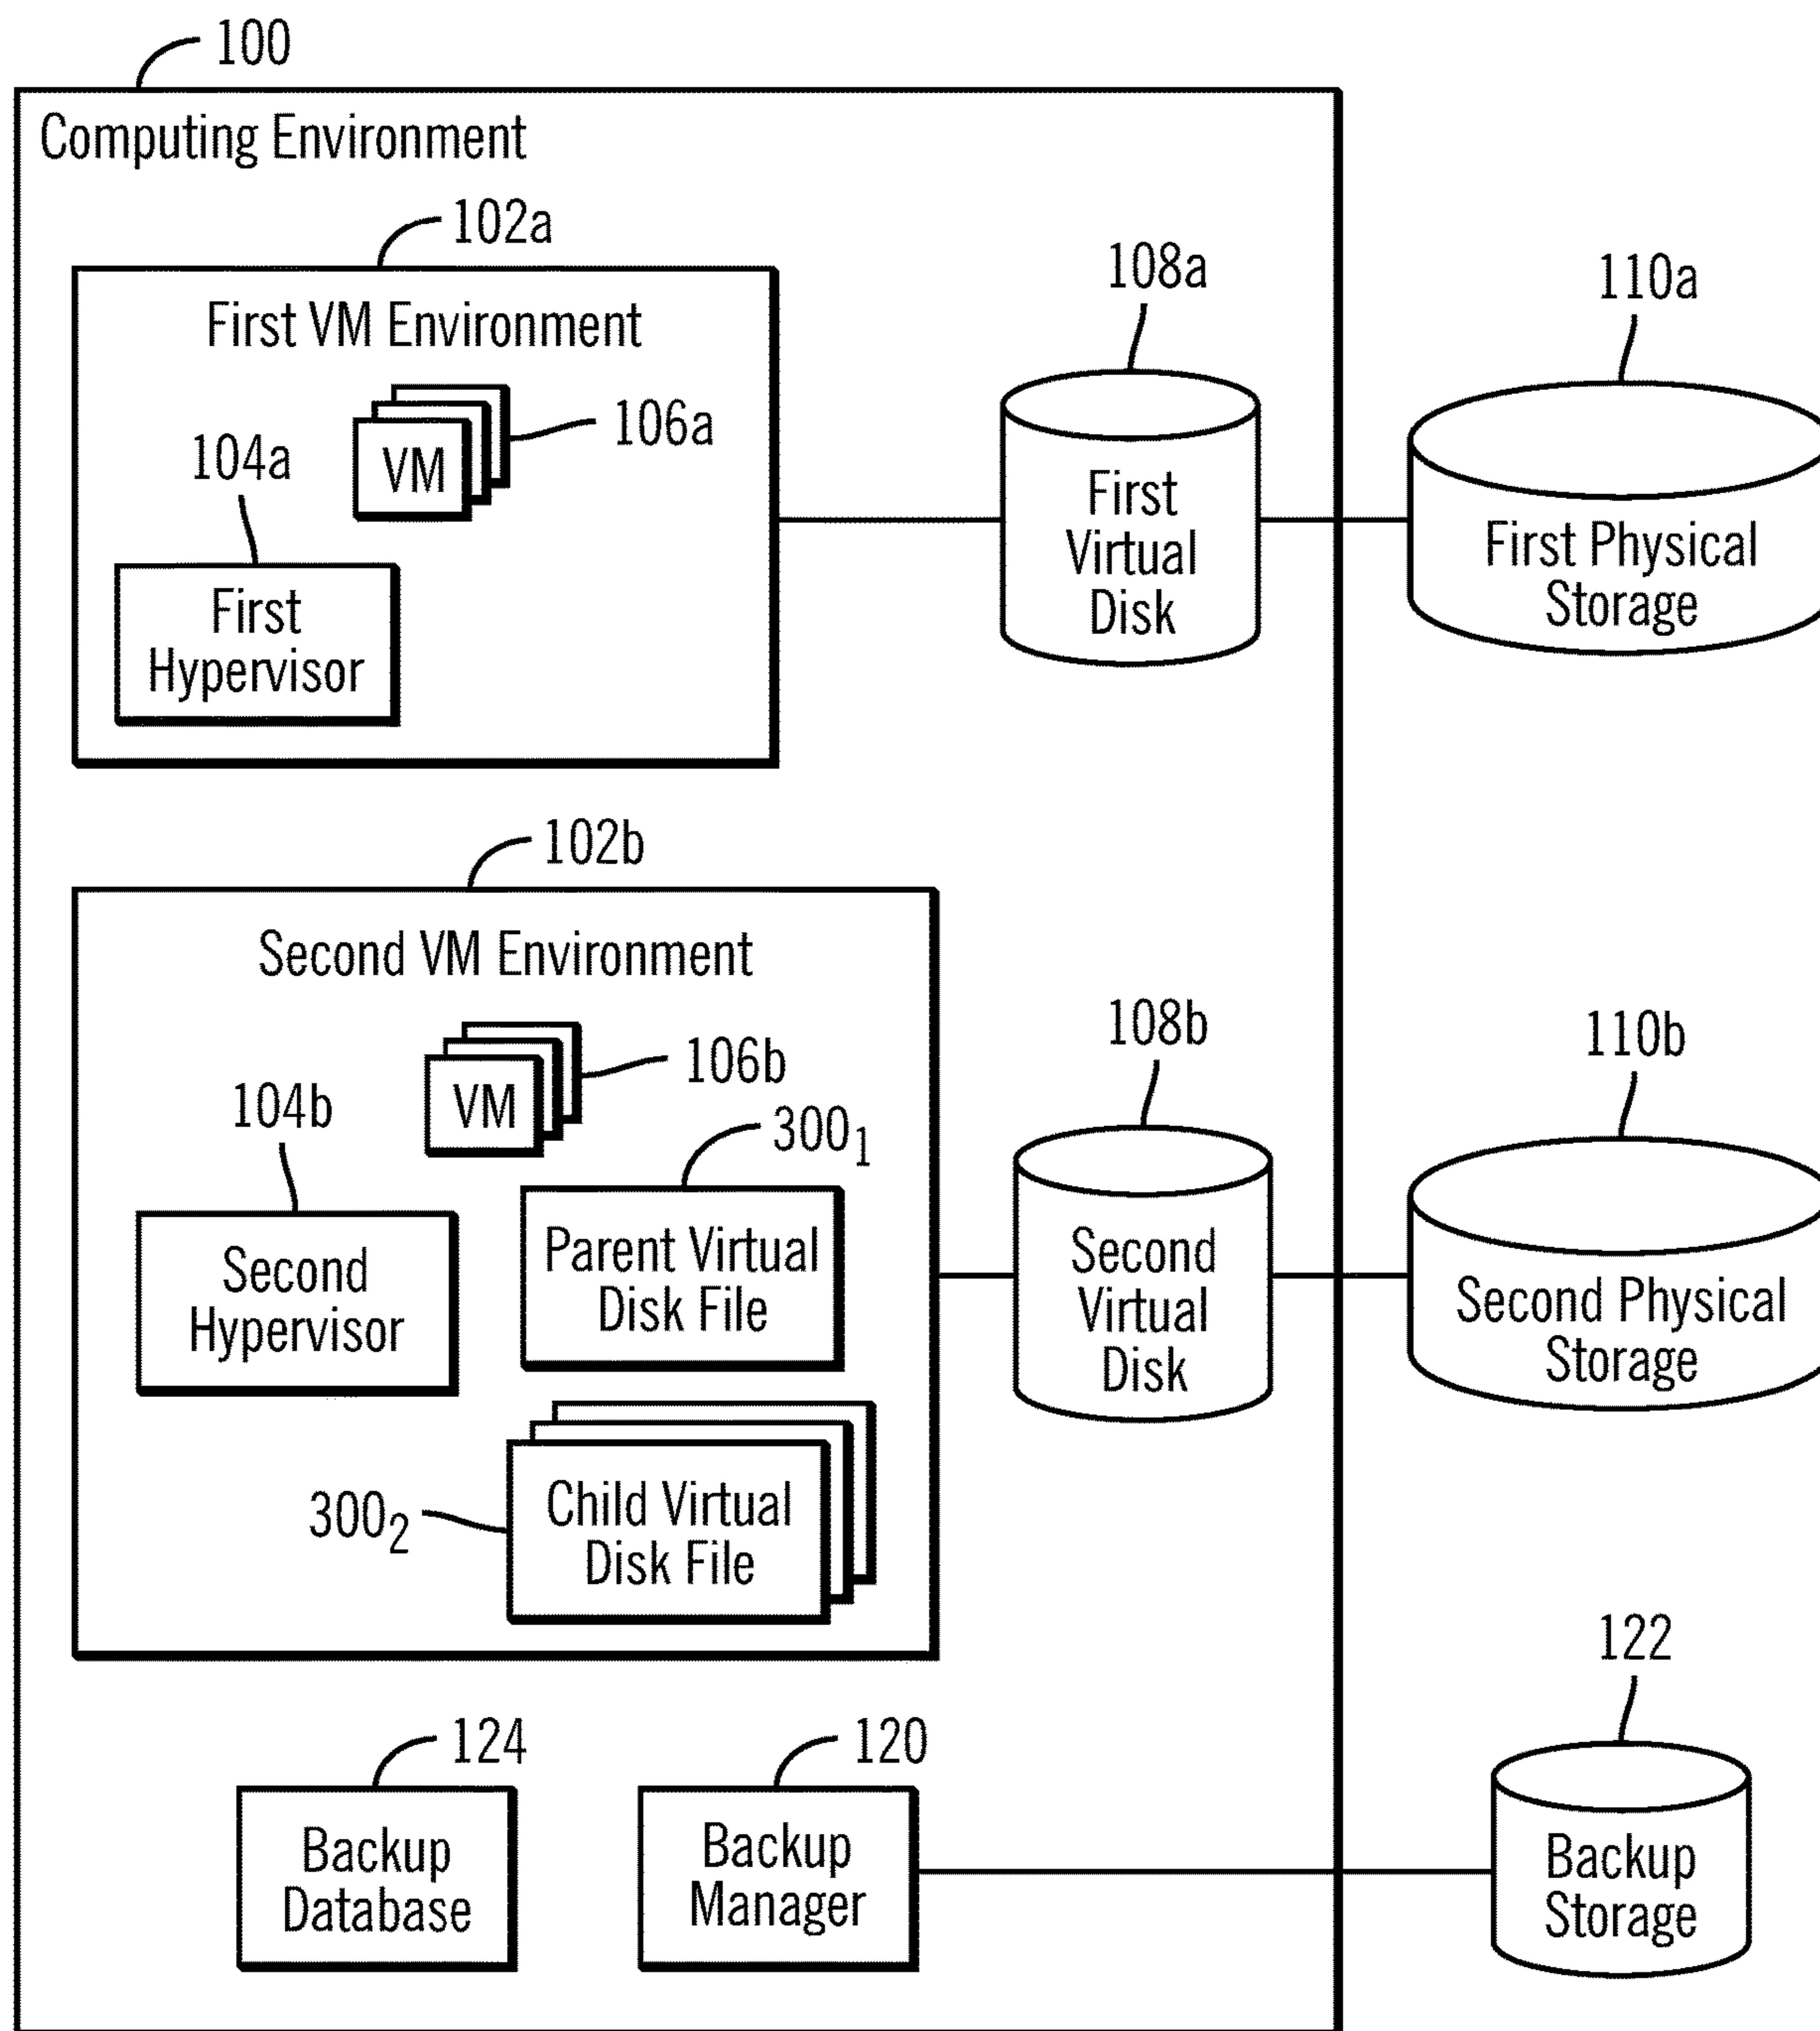 100
Computing Environment
102a
First VM Environment
106a
VM
104a
First
Hypervisor
108a
First
Virtual
Disk
110a
First Physical
Storage
102b
Second VM Environment
106b
VM
104b
Second
Hypervisor
300₁
Parent Virtual
Disk File
300₂
Child Virtual
Disk File
108b
Second
Virtual
Disk
110b
Second Physical
Storage
124
Backup
Database
120
Backup
Manager
122
Backup
Storage